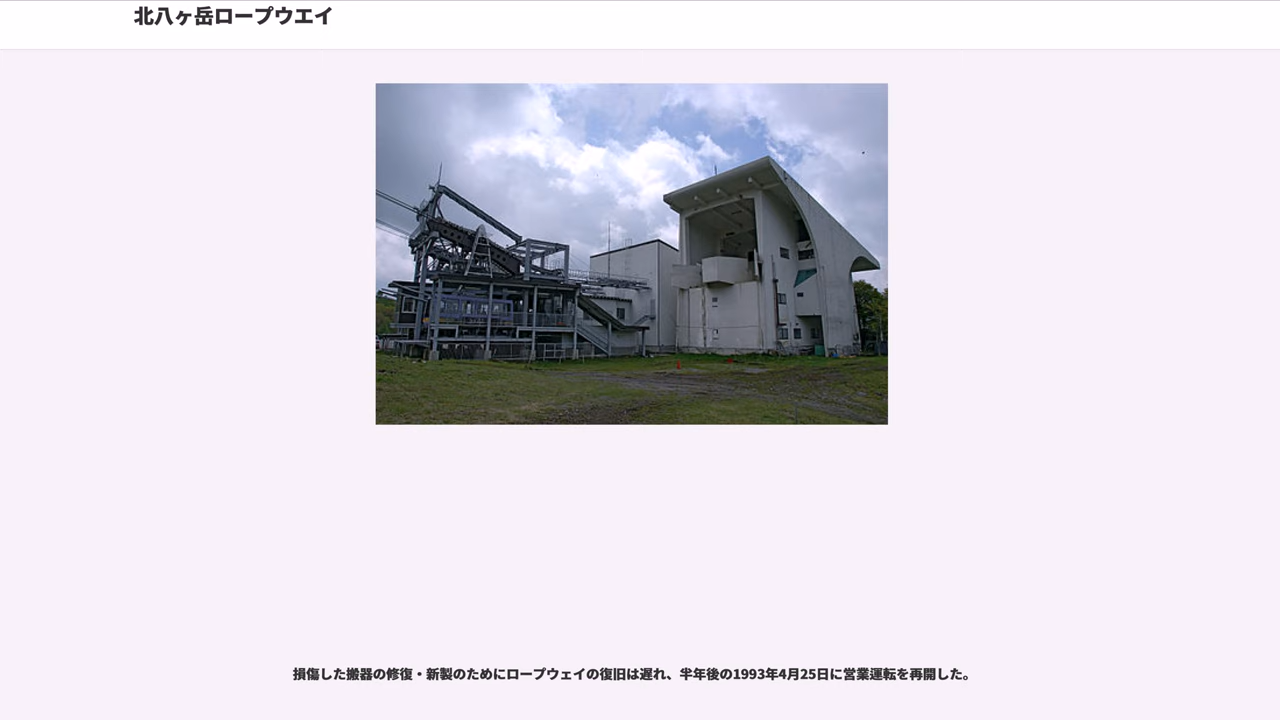 北八ヶ岳ロープウエイ
損傷した搬器の修復・新製のためにロープウェイの復旧は遅れ、半年後の1993年4月25日に営業運転を再開した。